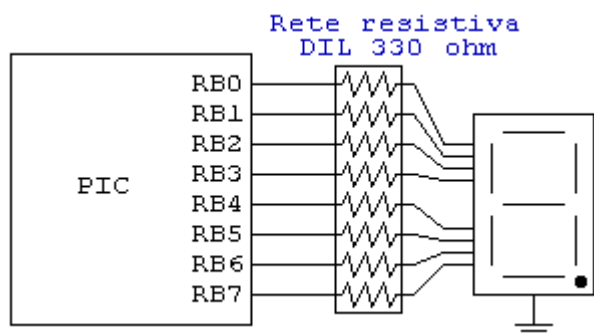 Rete resistiva
DIL 330 ohm
RB0
RB1
RB2
PIC
RB3
RB4
RB5
RB6
RB7